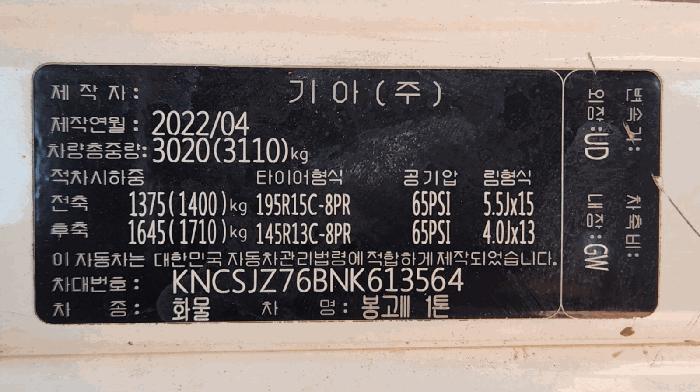 제 작 자 : 기 아 ( 주 )
제작연월 : 2022/04
차량총중량: 3020(3110)kg
적차시하중 타이어형식 공기압 림형식
전축 1375(1400)kg 195R15C-8PR 65PSI 5.5Jx15
후축 1645(1710)kg 145R13C-8PR 65PSI 4.0Jx13
이 자동차는 대한민국 자동차관리법령에 적합하게 제작되었습니다.
차대번호 : KNCSJZ76BNK613564
차 종 : 화물 차 명 : 봉고Ⅲ 1톤
변속기: 차축비:
외장:UD 내장:GW